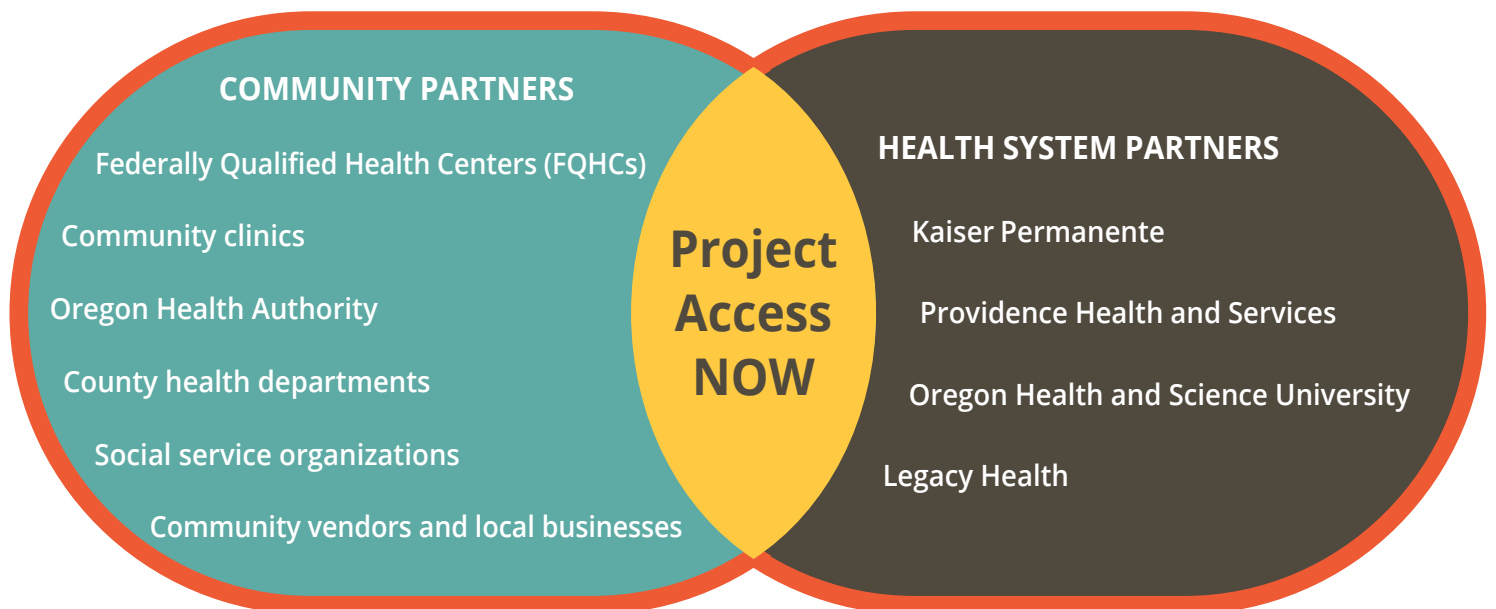 COMMUNITY PARTNERS
Federally Qualified Health Centers (FQHCs)
Community clinics
Oregon Health Authority
County health departments
Social service organizations
Community vendors and local businesses
Project
Access
NOW
HEALTH SYSTEM PARTNERS
Kaiser Permanente
Providence Health and Services
Oregon Health and Science University
Legacy Health